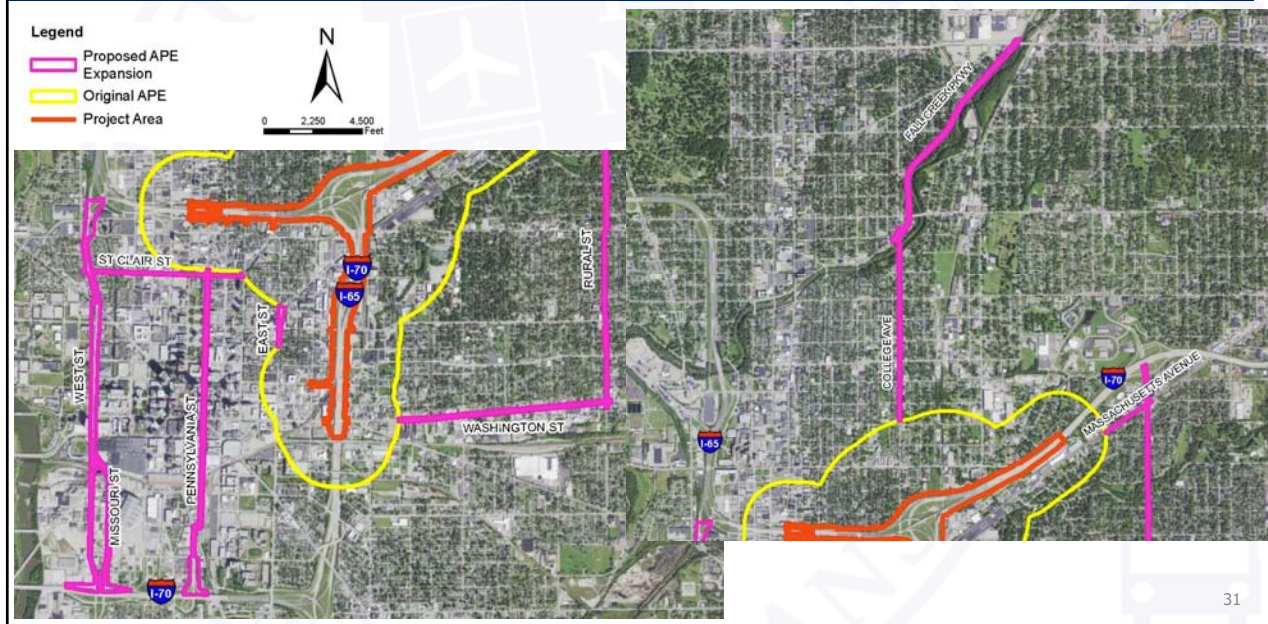 Legend
Proposed APE
Expansion
Original APE
Project Area
N
0 2,250 4,500
Feet
ST CLAIR ST
I-70
I-65
EAST ST
RURAL ST
WEST ST
PENNSYLVANIA ST
WASHINGTON ST
MISSOURI ST
I-70
FALL CREEK PKWY
COLLEGE AVE
I-70
MASSACHUSETTS AVENUE
I-65
31